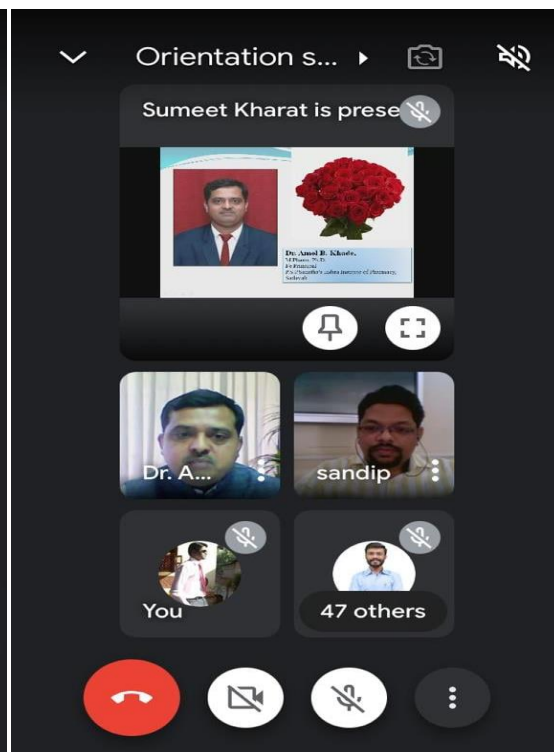 Orientation s...
Sumeet Kharat is prese
Dr. Amol B. Khade,
M.Pharm, Ph.D.
Dr. A...
sandip
You
47 others